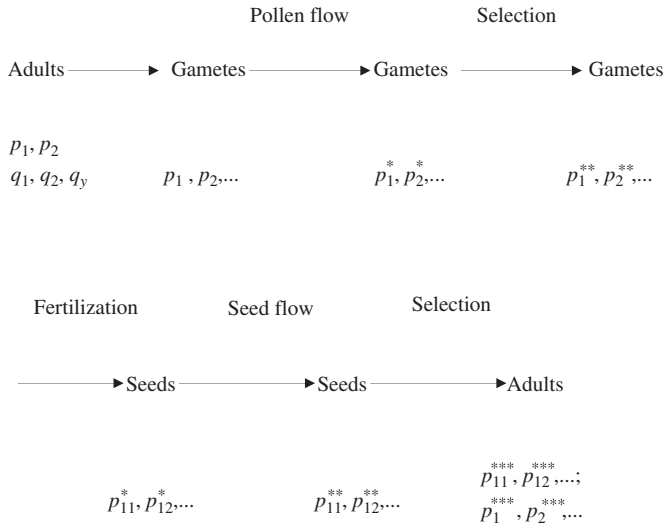 Pollen flow Selection
Adults Gametes Gametes Gametes
p₁, p₂
q₁, q₂, q_y p₁ , p₂,... p₁*, p₂*,... p₁**, p₂**,...
Fertilization Seed flow Selection
Seeds Seeds Adults
p₁₁***, p₁₂***,...;
p₁₁*, p₁₂*,... p₁₁**, p₁₂**,... p₁***, p₂***,...